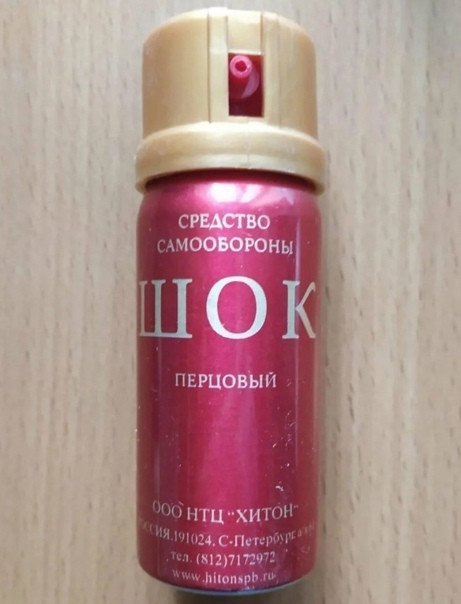 СРЕДСТВО
САМООБОРОНЫ
ШОК
ПЕРЦОВЫЙ
ООО НТЦ "ХИТОН"
РОССИЯ,191024, С-Петербург
тел. (812)7172972
www.hitonspb.ru